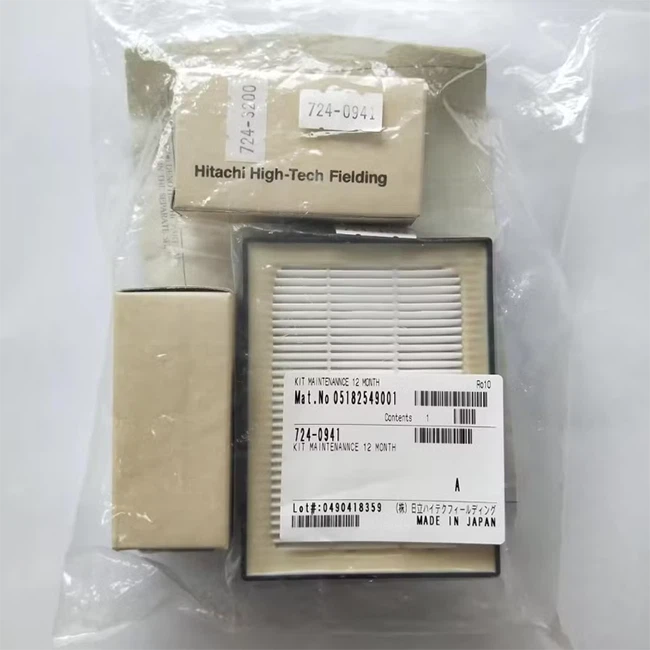 724-0941
Hitachi High-Tech Fielding
KIT MAINTENANNCE 12 MONTH
Ro10
Mat.No 05182549001
Contents 1
724-0941
KIT MAINTENANNCE 12 MONTH
A
Lot#:0490418359
(株)日立ハイテクフィールディング
MADE IN JAPAN